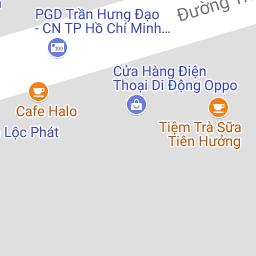 Đường
PGD Trần Hưng Đạo
- CN TP Hồ Chí Minh...
Cửa Hàng Điện
Thoại Di Động Oppo
Cafe Halo
Tiệm Trà Sữa
Tiên Hưởng
Lộc Phát